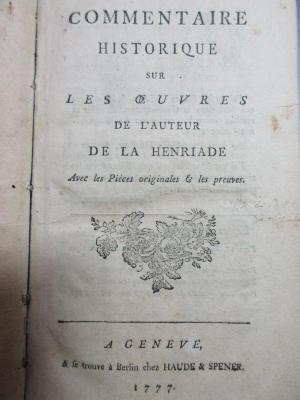 COMMENTAIRE
HISTORIQUE
SUR
LES ŒUVRES
DE L'AUTEUR
DE LA HENRIADE
Avec les Pièces originales & les preuves.
A GENEVE,
& se trouve à Berlin chez HAUDE & SPENER.
1777.